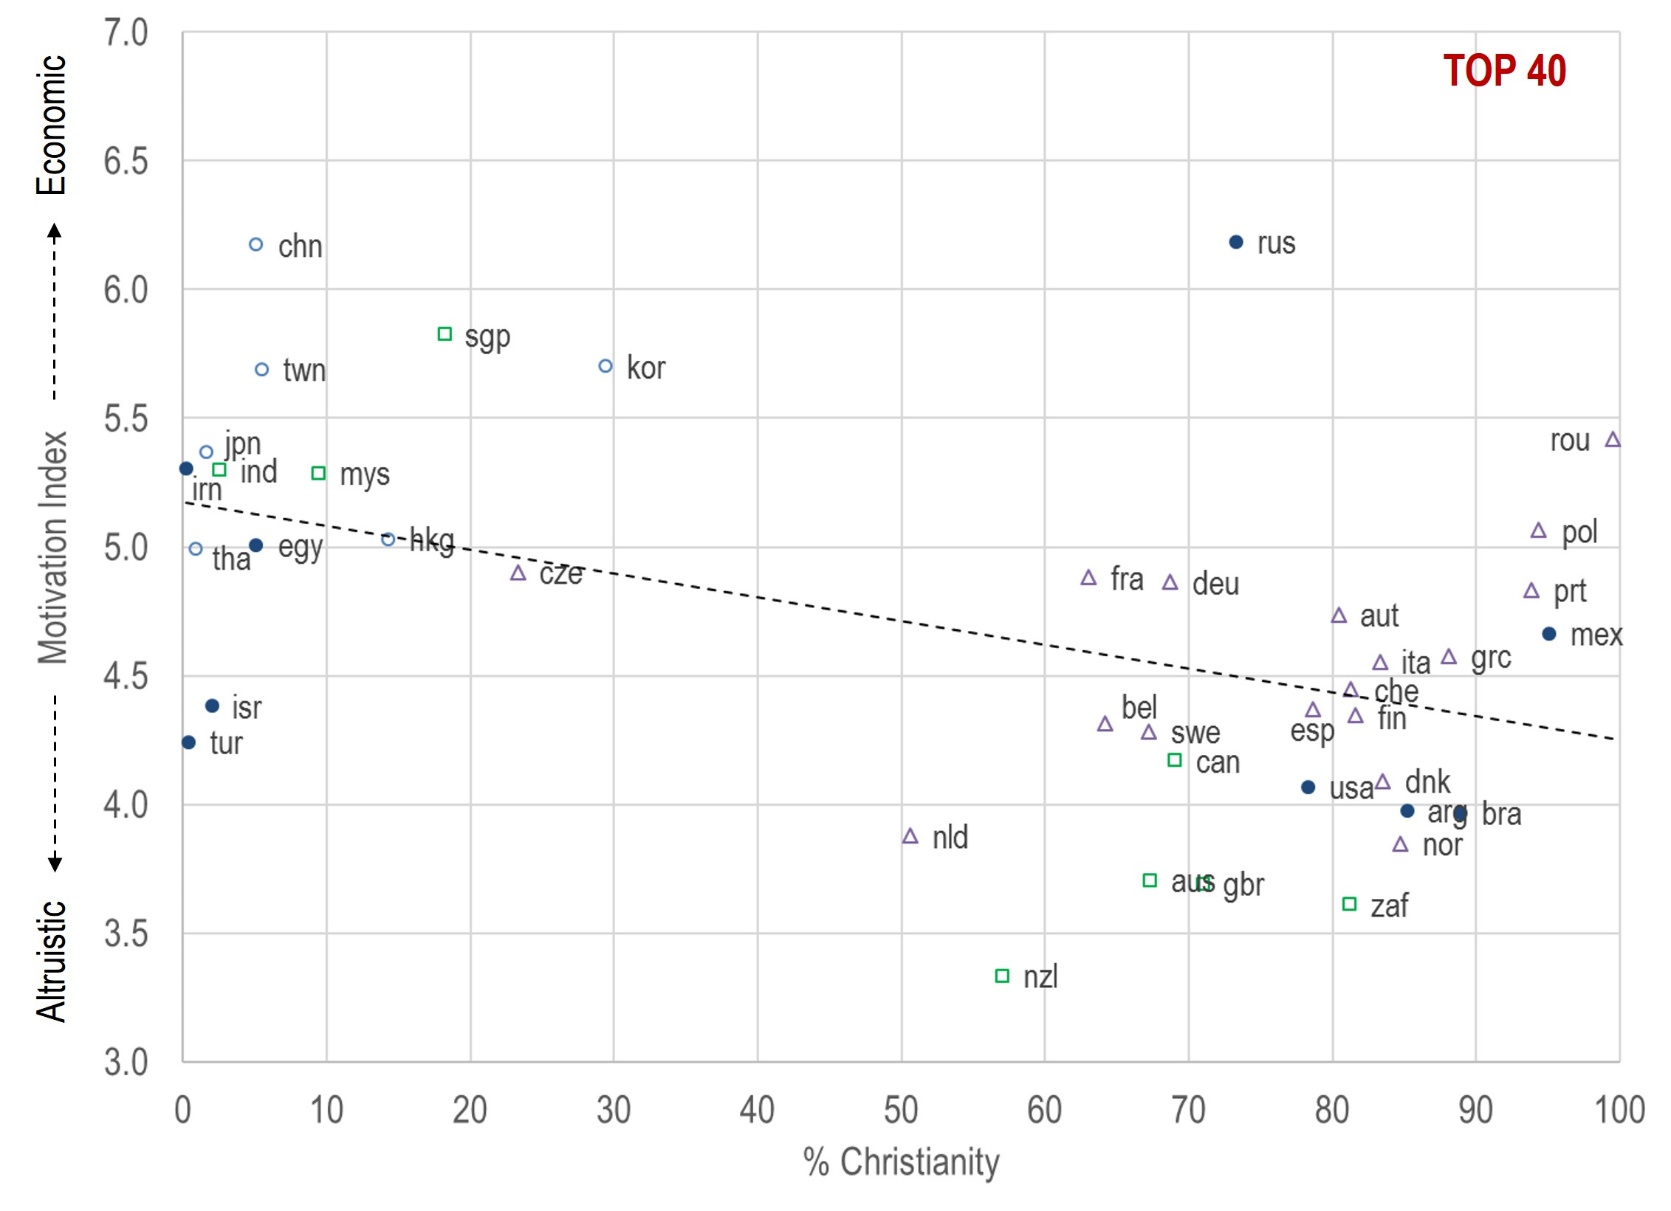 TOP 40
Economic
Motivation Index
Altruistic
7.0
6.5
6.0
5.5
5.0
4.5
4.0
3.5
3.0
chn
rus
sgp
twn
kor
jpn
rou
ind
mys
irn
pol
hkg
egy
tha
cze
fra
deu
prt
aut
mex
ita
grc
che
isr
bel
fin
esp
swe
tur
can
dnk
usa
arg
bra
nld
nor
aus
gbr
zaf
nzl
0 10 20 30 40 50 60 70 80 90 100
% Christianity